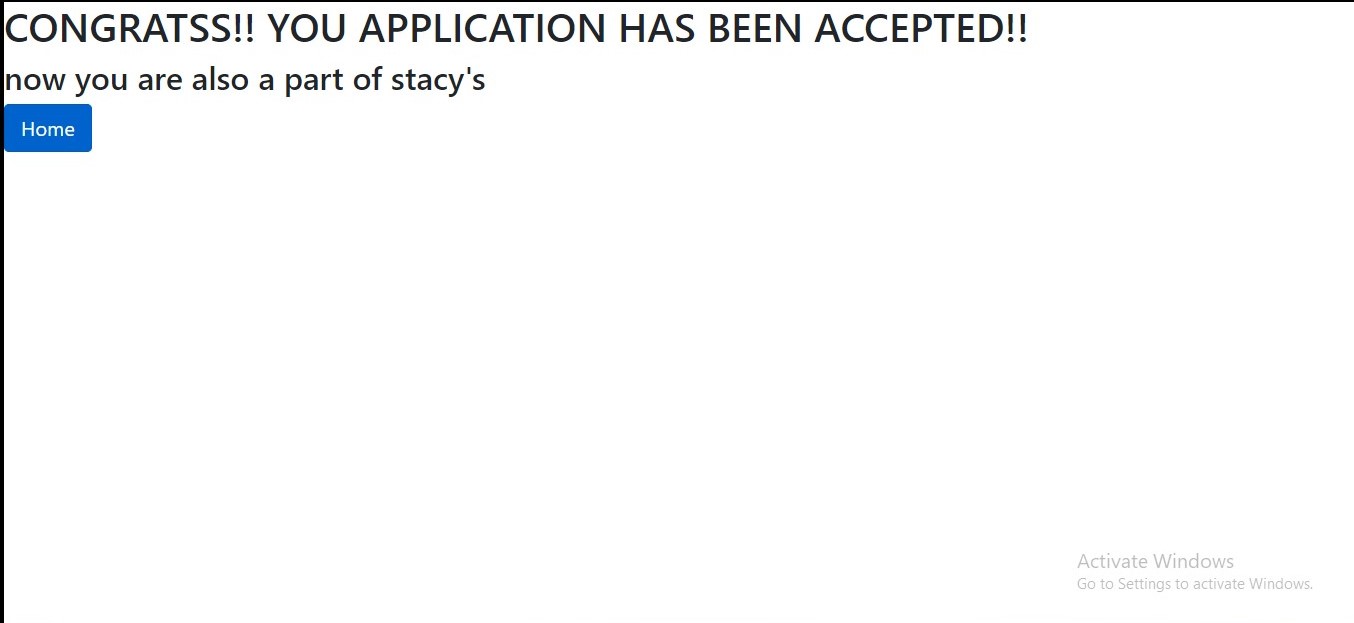 CONGRATSS!! YOU APPLICATION HAS BEEN ACCEPTED!!
now you are also a part of stacy's
Home
Activate Windows
Go to Settings to activate Windows.